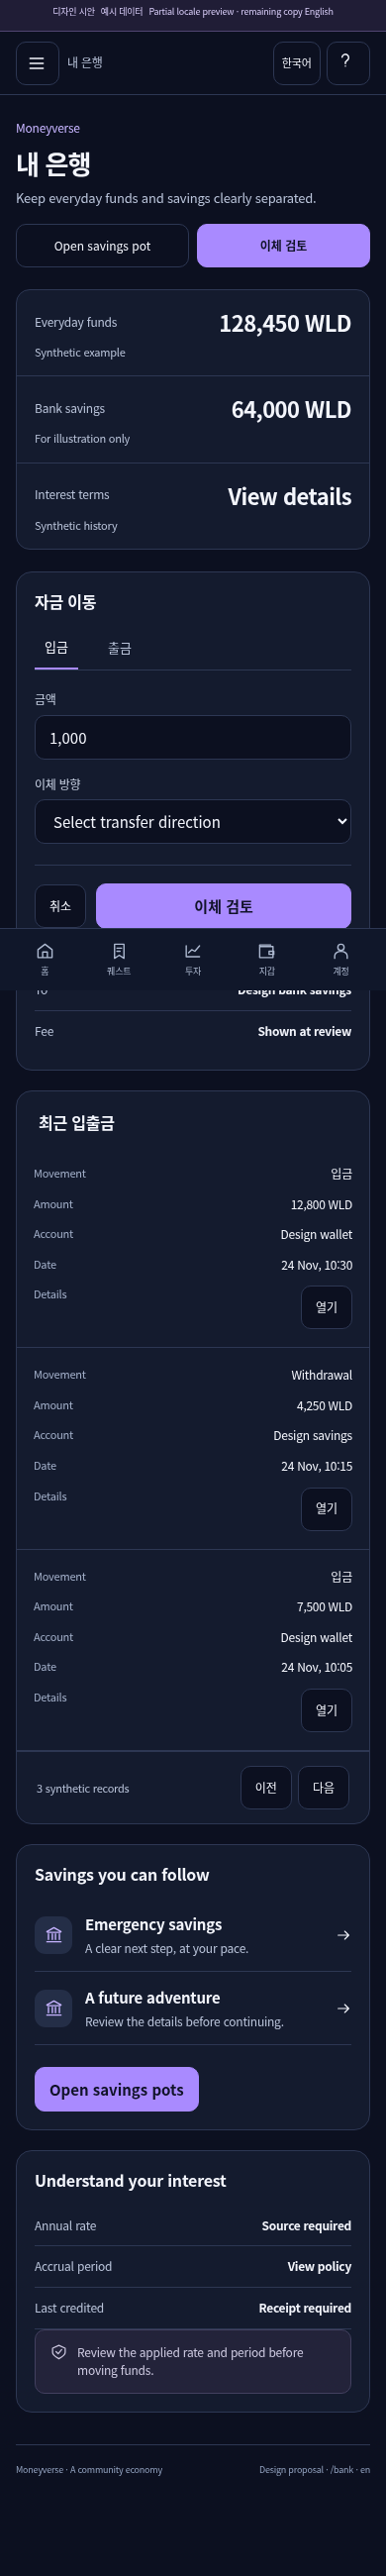 디자인 시안 예시 데이터 Partial locale preview · remaining copy English
내 은행
한국어
?
Moneyverse
내 은행
Keep everyday funds and savings clearly separated.
Open savings pot
이체 검토
Everyday funds
128,450 WLD
Synthetic example
Bank savings
64,000 WLD
For illustration only
Interest terms
View details
Synthetic history
자금 이동
입금 출금
금액
1,000
이체 방향
Select transfer direction
취소
이체 검토
홈 퀘스트 투자 지갑 계정
To
Design bank savings
Fee
Shown at review
최근 입출금
Movement
입금
Amount
12,800 WLD
Account
Design wallet
Date
24 Nov, 10:30
Details
열기
Movement
Withdrawal
Amount
4,250 WLD
Account
Design savings
Date
24 Nov, 10:15
Details
열기
Movement
입금
Amount
7,500 WLD
Account
Design wallet
Date
24 Nov, 10:05
Details
열기
3 synthetic records
이전
다음
Savings you can follow
Emergency savings
A clear next step, at your pace.
A future adventure
Review the details before continuing.
Open savings pots
Understand your interest
Annual rate
Source required
Accrual period
View policy
Last credited
Receipt required
Review the applied rate and period before
moving funds.
Moneyverse · A community economy
Design proposal · /bank · en